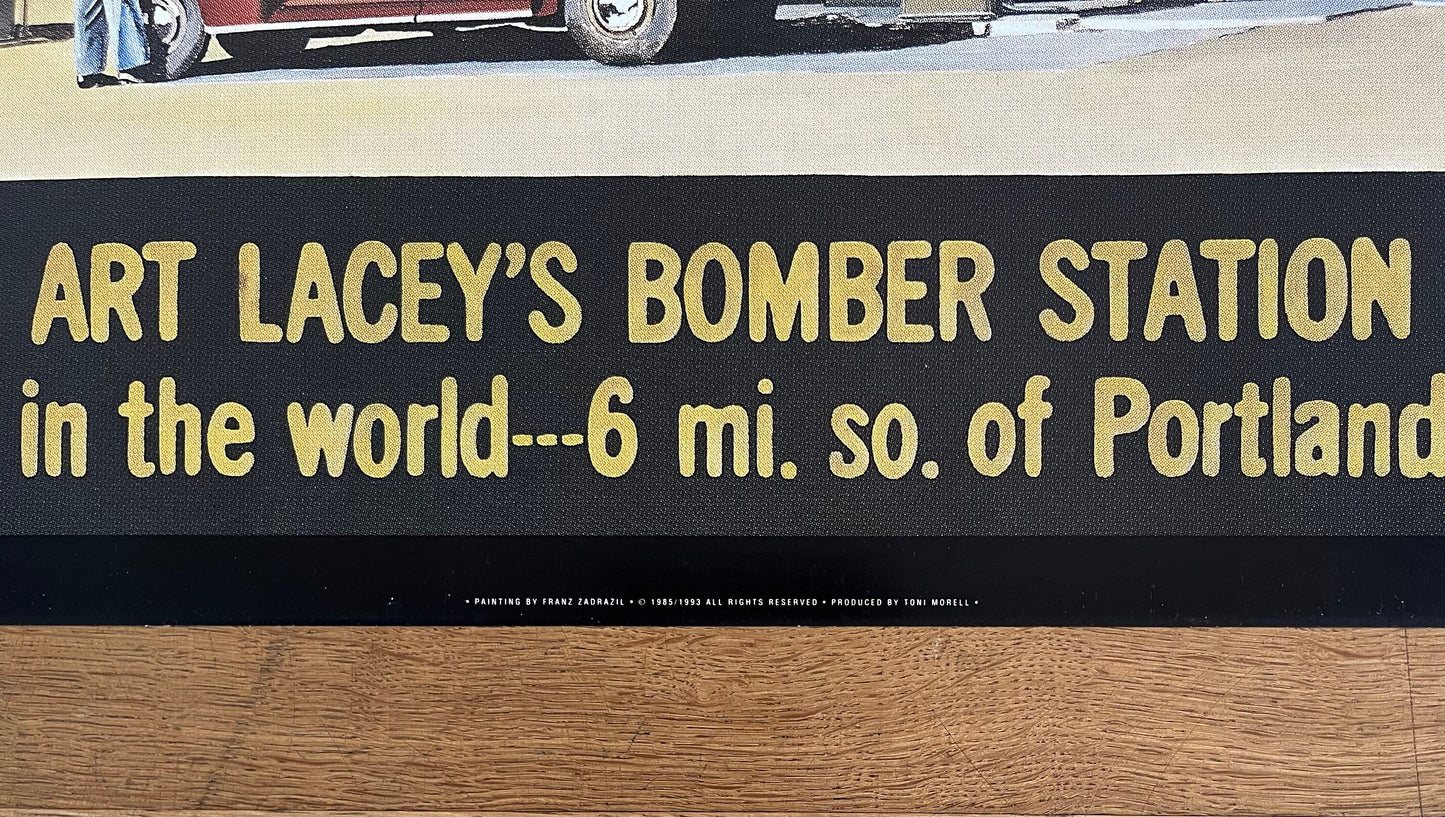 ART LACEY'S BOMBER STATION
in the world---6 mi. so. of Portland
• PAINTING BY FRANZ ZADRAZIL • © 1985/1993 ALL RIGHTS RESERVED • PRODUCED BY TONI MORELL •